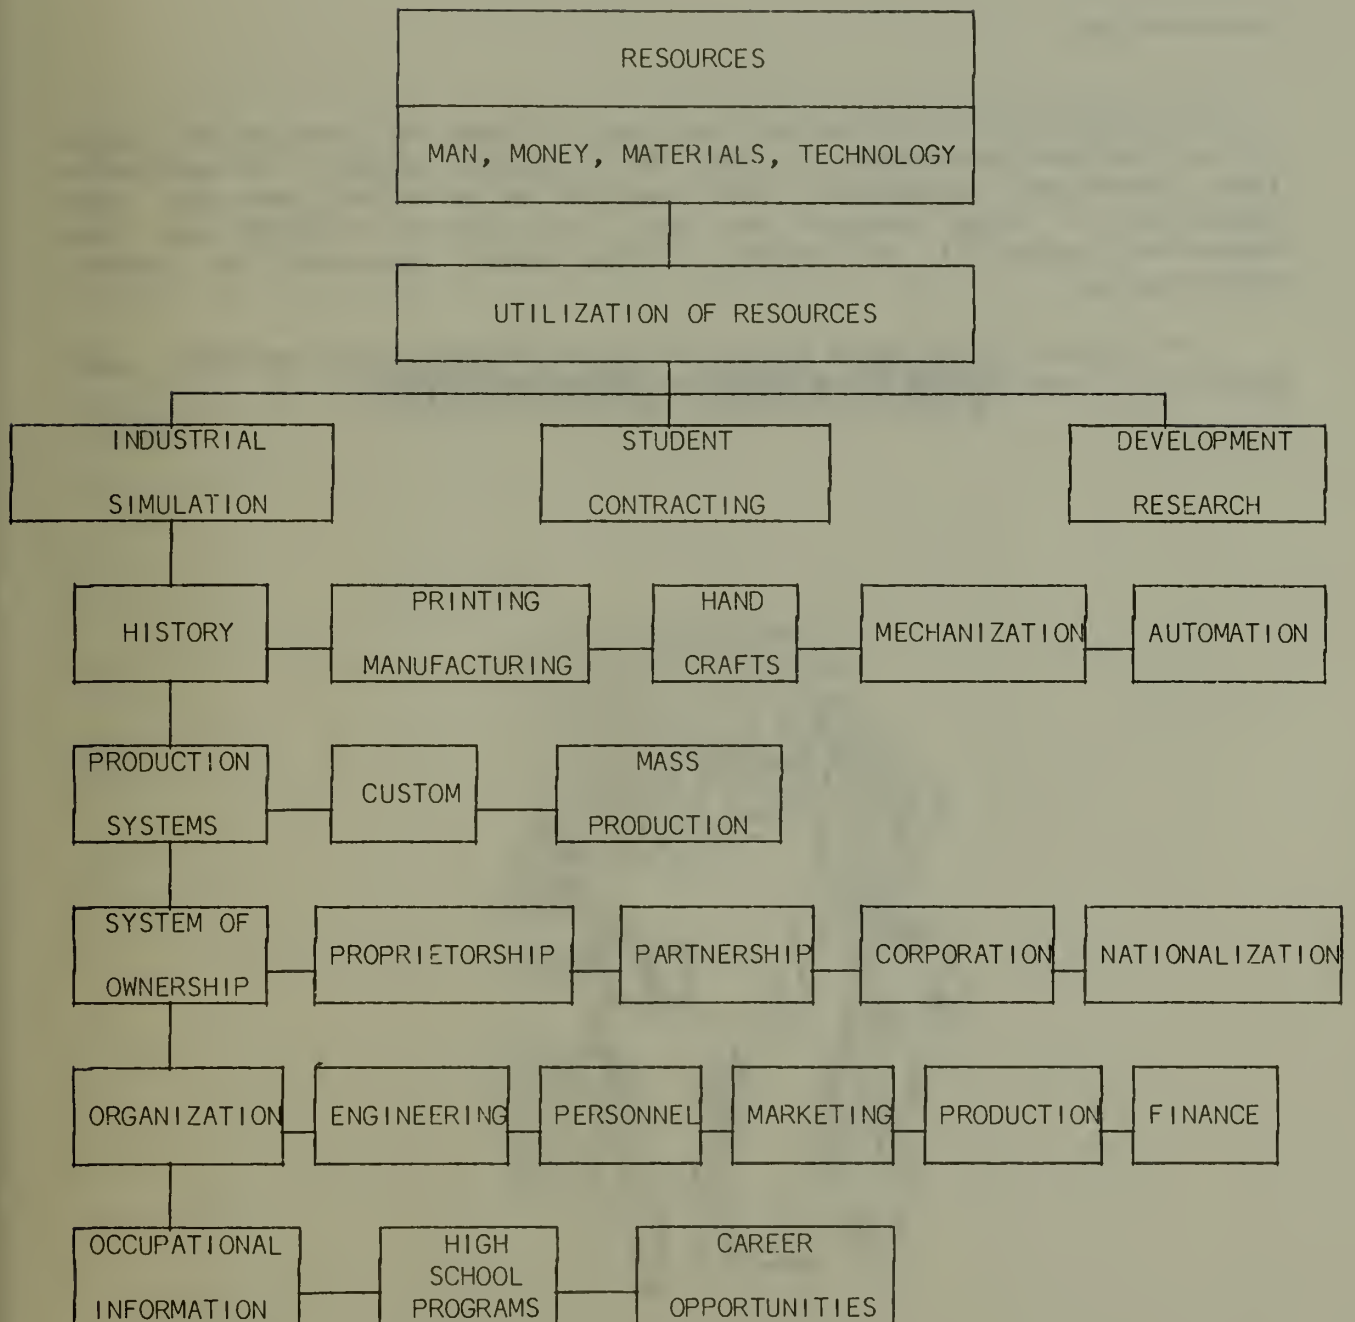 RESOURCES
MAN, MONEY, MATERIALS, TECHNOLOGY
UTILIZATION OF RESOURCES
INDUSTRIAL
SIMULATION
STUDENT
CONTRACTING
DEVELOPMENT
RESEARCH
HISTORY
PRINTING
MANUFACTURING
HAND
CRAFTS
MECHANIZATION
AUTOMATION
PRODUCTION
SYSTEMS
CUSTOM
MASS
PRODUCTION
SYSTEM OF
OWNERSHIP
PROPRIETORSHIP
PARTNERSHIP
CORPORATION
NATIONALIZATION
ORGANIZATION
ENGINEERING
PERSONNEL
MARKETING
PRODUCTION
FINANCE
OCCUPATIONAL
INFORMATION
HIGH
SCHOOL
PROGRAMS
CAREER
OPPORTUNITIES